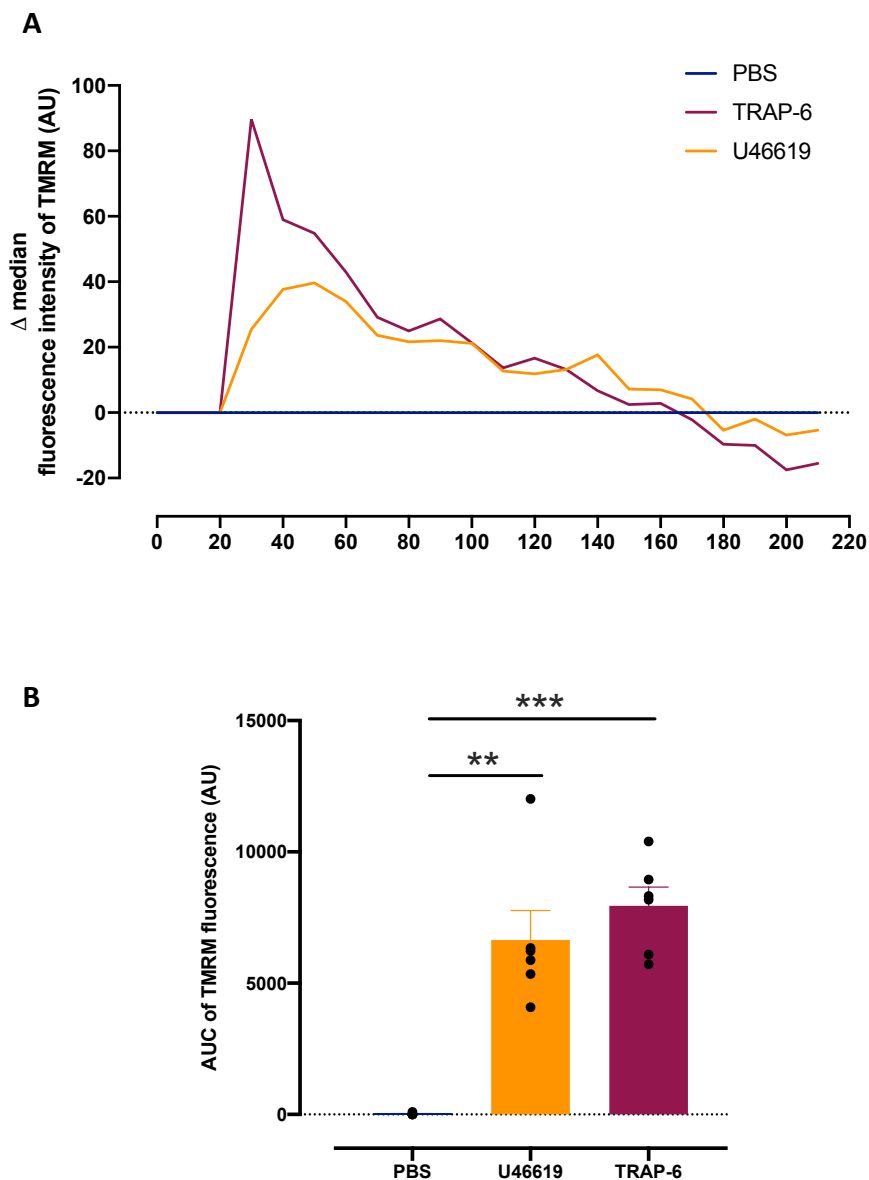 A
Δ median
fluorescence intensity of TMRM (AU)
100
80
60
40
20
0
-20
PBS
TRAP-6
U46619
0 20 40 60 80 100 120 140 160 180 200 220
B
AUC of TMRM fluorescence (AU)
15000
10000
5000
0
***
**
PBS U46619 TRAP-6